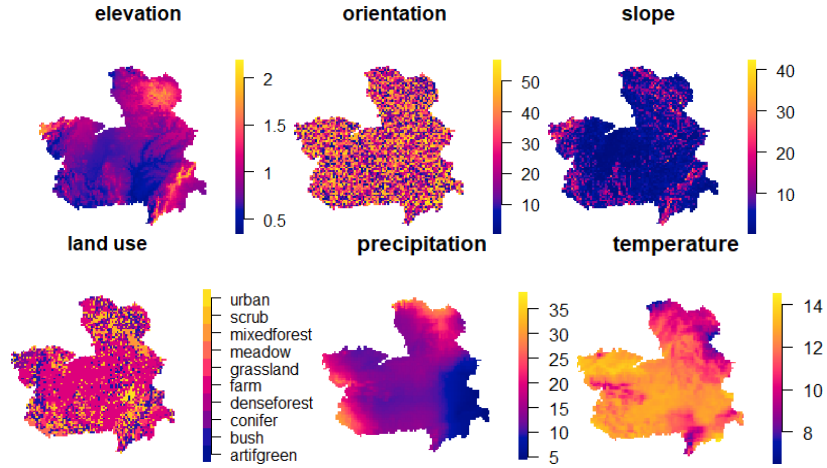 elevation
orientation
slope
2
1.5
1
0.5
50
40
30
20
10
40
30
20
10
land use
precipitation
temperature
urban
scrub
mixedforest
meadow
grassland
farm
denseforest
conifer
bush
artifgreen
35
30
25
20
15
10
5
14
12
10
8